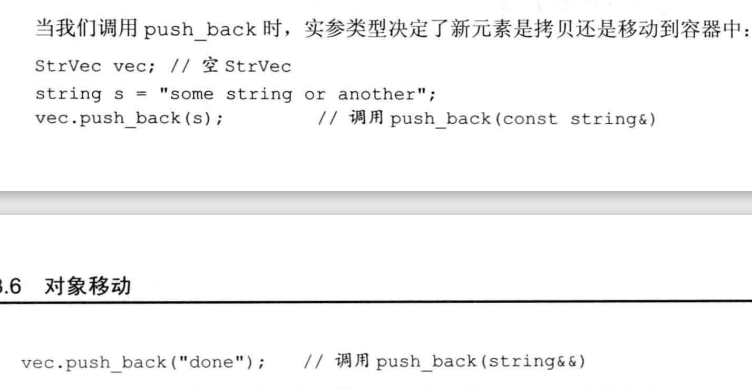 当我们调用 push_back 时，实参类型决定了新元素是拷贝还是移动到容器中：
StrVec vec; // 空 StrVec
string s = "some string or another";
vec.push_back(s); // 调用 push_back(const string&)
.6 对象移动
vec.push_back("done"); // 调用 push_back(string&&)